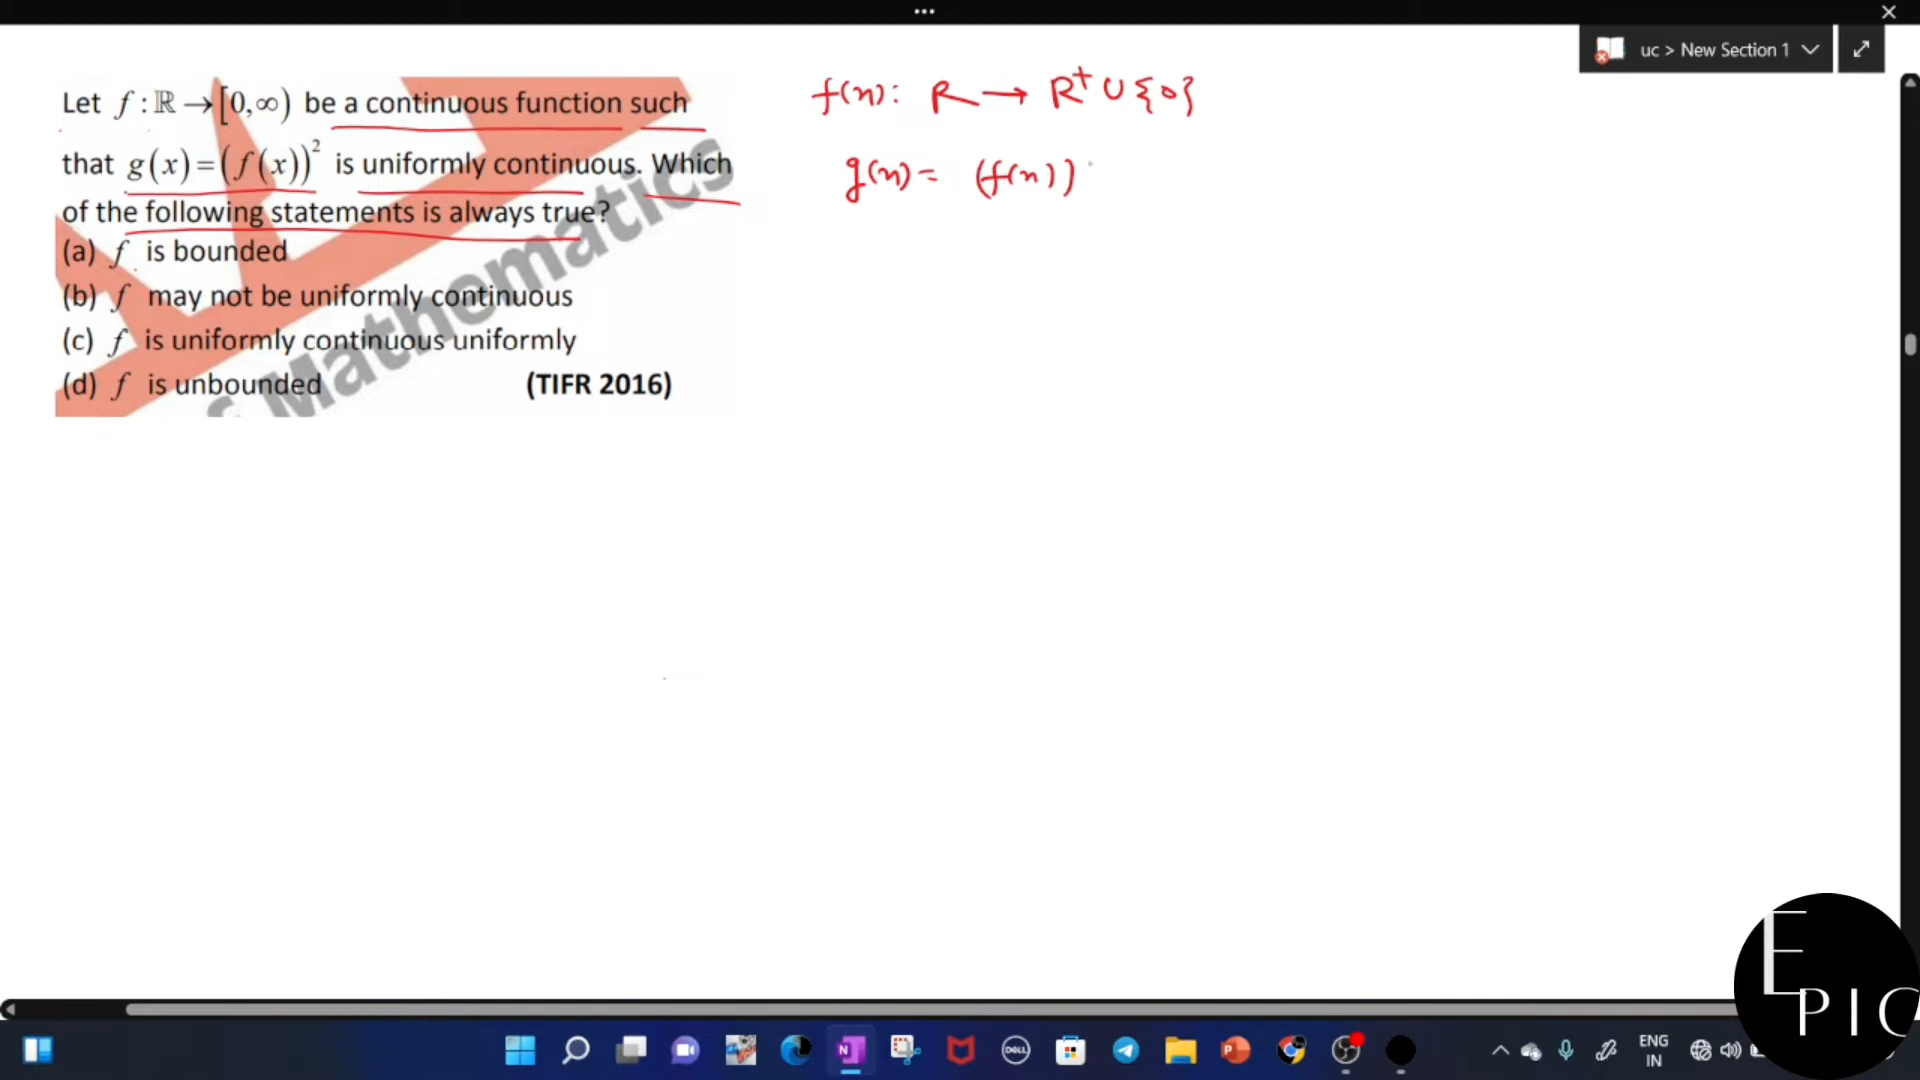 uc > New Section 1
Let f : ℝ → [0,∞) be a continuous function such
that g(x) = (f(x))² is uniformly continuous. Which
of the following statements is always true?
(a) f is bounded
(b) f may not be uniformly continuous
(c) f is uniformly continuous uniformly
(d) f is unbounded (TIFR 2016)
Mathematics
f(x): R → R⁺ ∪ {0}
g(x) = (f(x))
E
PIC
DELL
ENG
IN